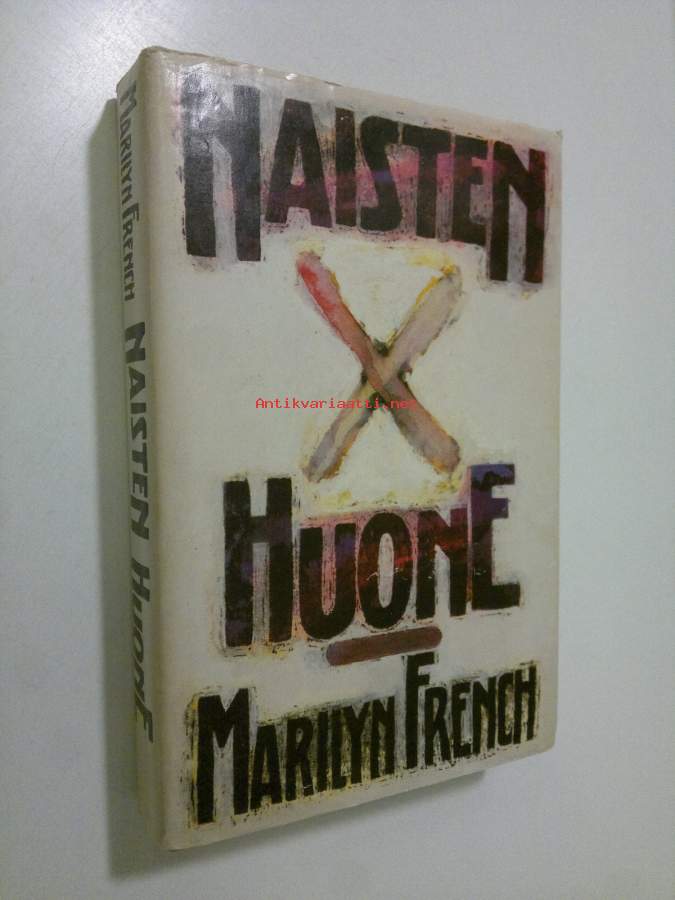 NAISTEN
HUONE
MARILYN FRENCH
MARILYN FRENCH NAISTEN HUONE
Antikvariaatti.net